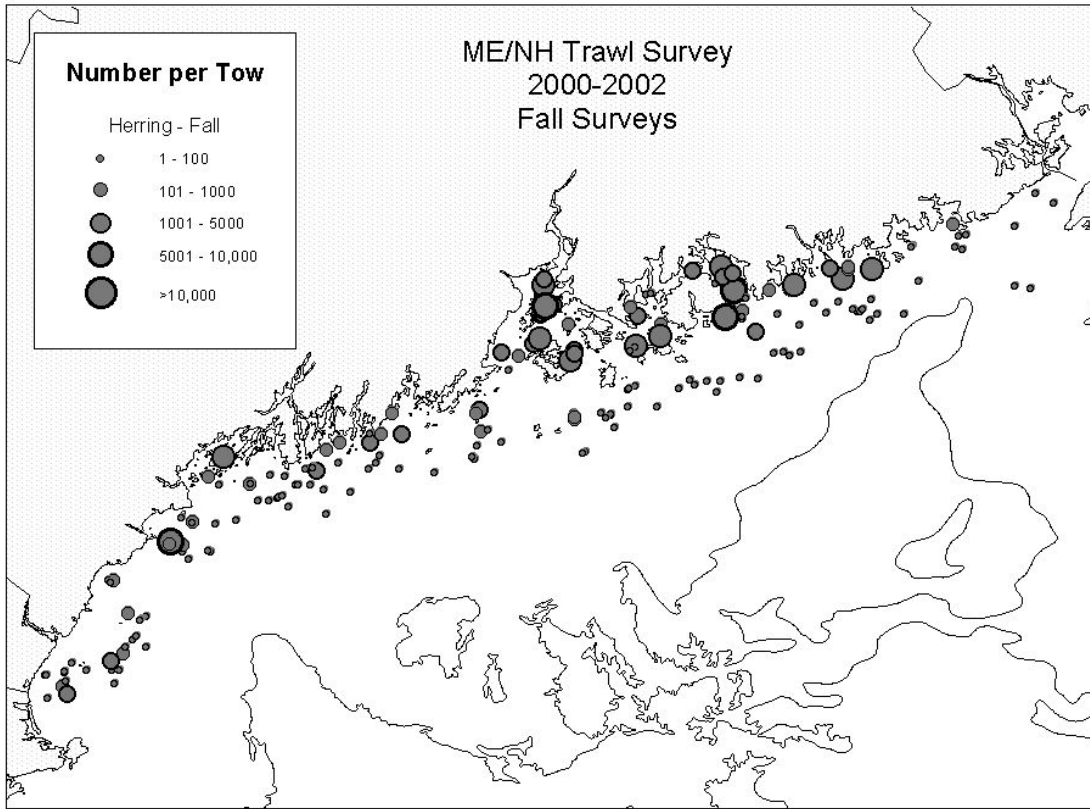 Number per Tow
Herring - Fall
1 - 100
101 - 1000
1001 - 5000
5001 - 10,000
>10,000
ME/NH Trawl Survey
2000-2002
Fall Surveys